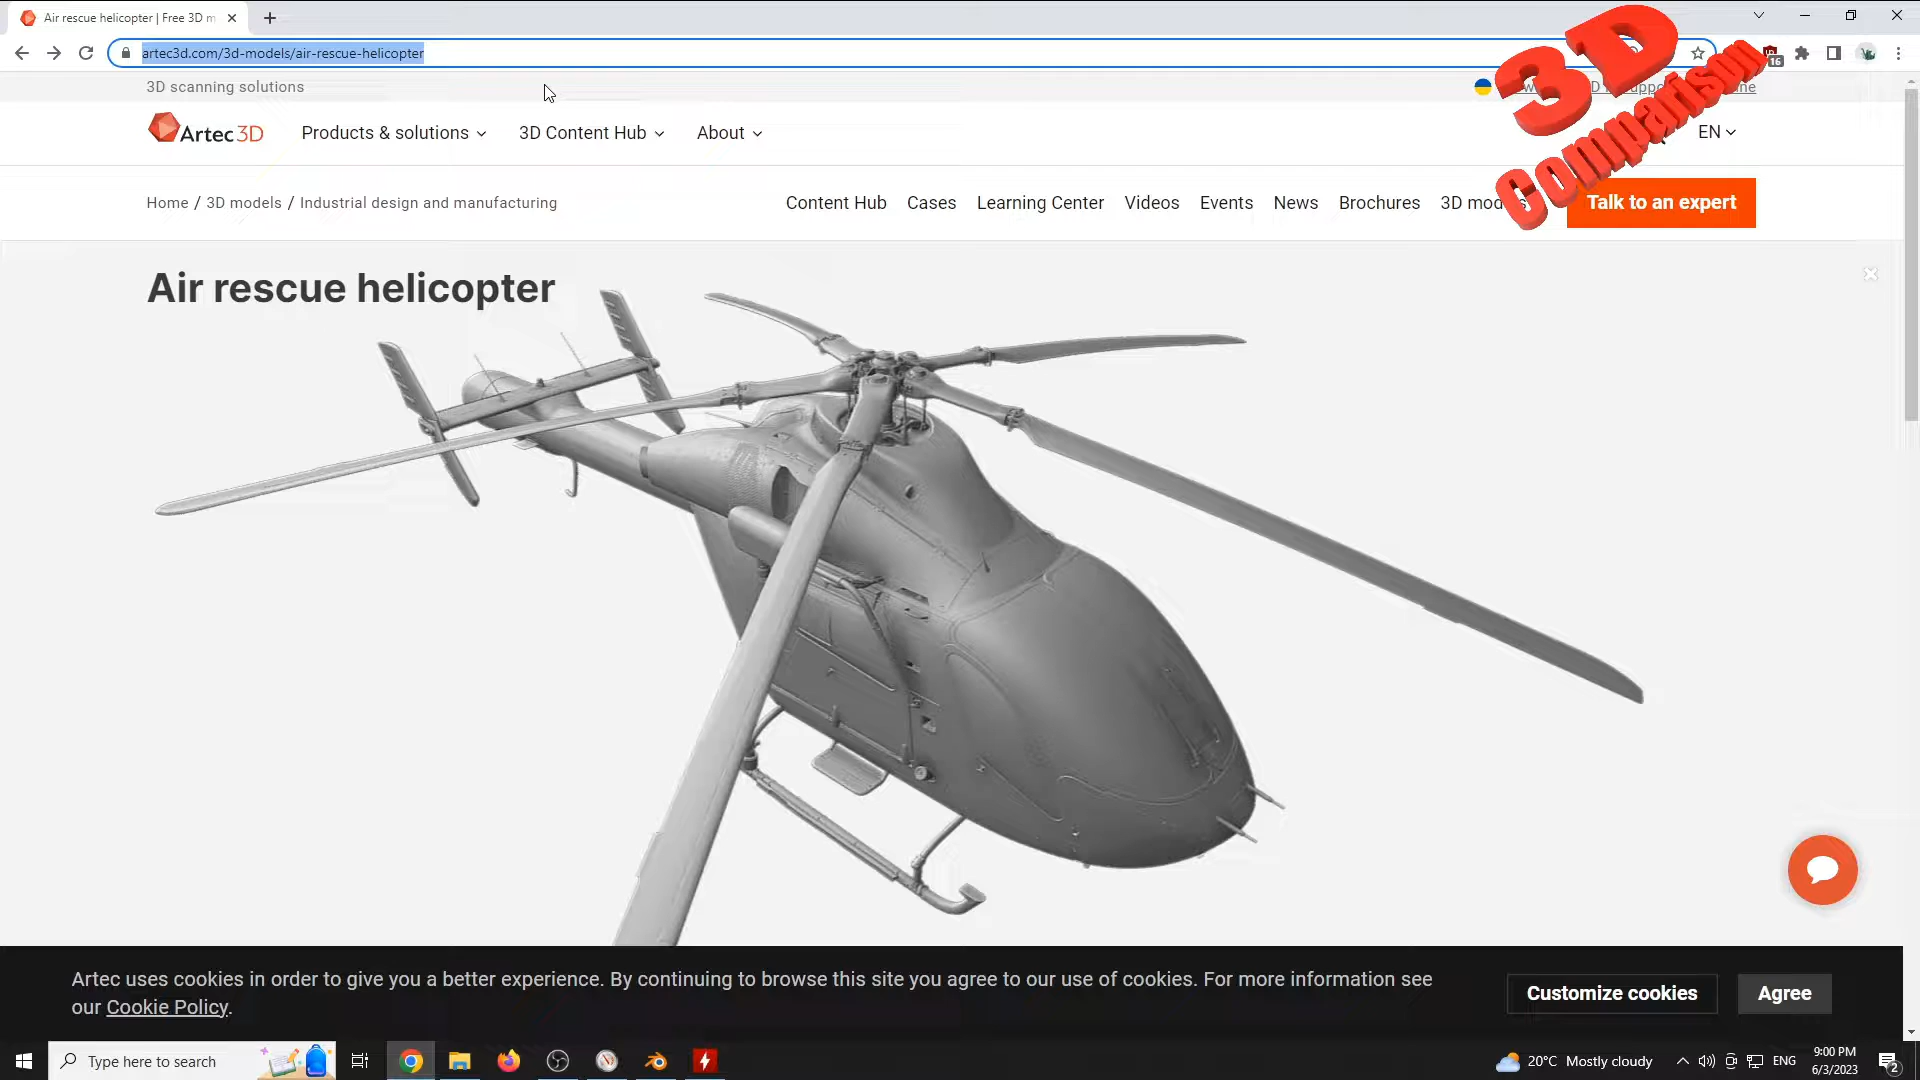 Air rescue helicopter | Free 3D m
artec3d.com/3d-models/air-rescue-helicopter
16
3D scanning solutions
Artec 3D
Products & solutions
3D Content Hub
About
EN
3D
Comparison
Home / 3D models / Industrial design and manufacturing
Content Hub
Cases
Learning Center
Videos
Events
News
Brochures
3D mod
Talk to an expert
Air rescue helicopter
Artec uses cookies in order to give you a better experience. By continuing to browse this site you agree to our use of cookies. For more information see
our Cookie Policy.
Customize cookies
Agree
Type here to search
20°C Mostly cloudy
ENG
9:00 PM
6/3/2023
2